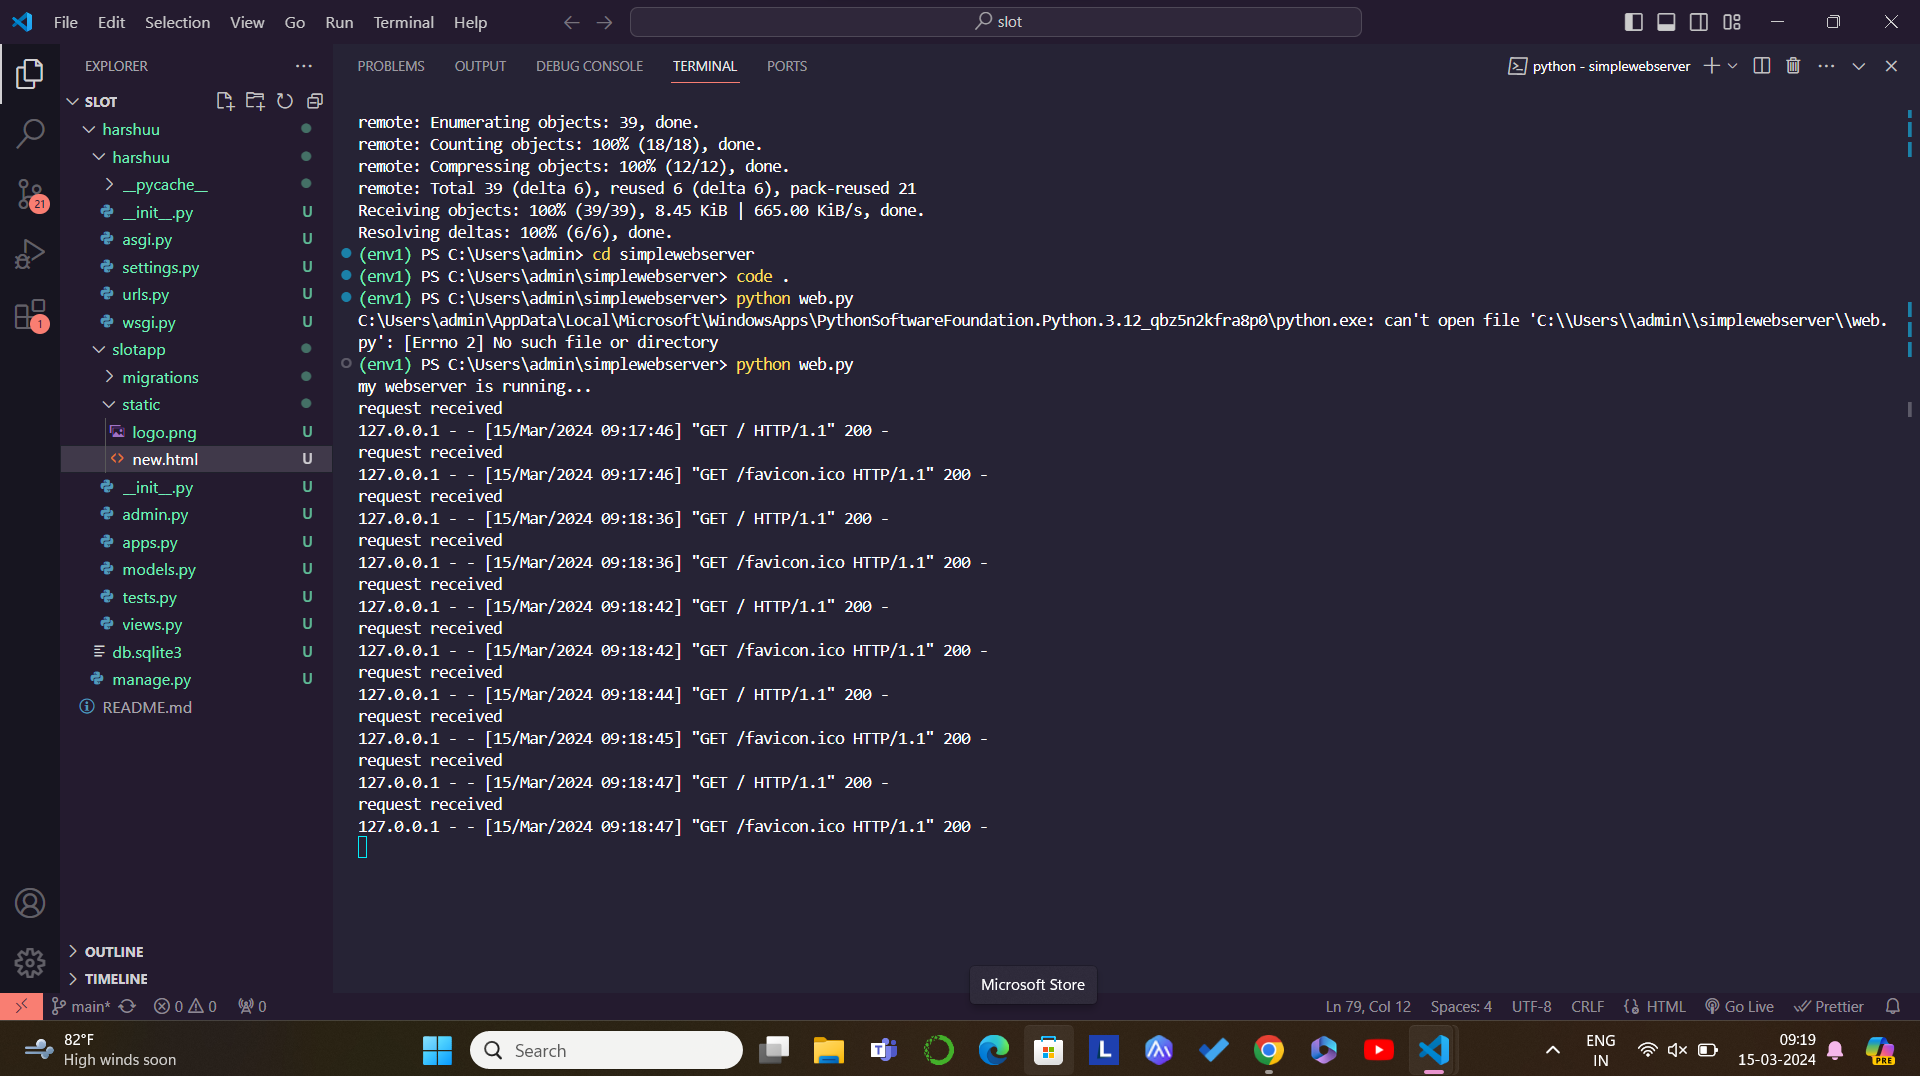 File Edit Selection View Go Run Terminal Help
slot
EXPLORER
PROBLEMS OUTPUT DEBUG CONSOLE TERMINAL PORTS
python - simplewebserver
SLOT
harshuu
harshuu
__pycache__
__init__.py U
asgi.py U
settings.py U
urls.py U
wsgi.py U
slotapp
migrations
static
logo.png U
new.html U
__init__.py U
admin.py U
apps.py U
models.py U
tests.py U
views.py U
db.sqlite3 U
manage.py U
README.md
21
1
OUTLINE
TIMELINE
remote: Enumerating objects: 39, done.
remote: Counting objects: 100% (18/18), done.
remote: Compressing objects: 100% (12/12), done.
remote: Total 39 (delta 6), reused 6 (delta 6), pack-reused 21
Receiving objects: 100% (39/39), 8.45 KiB | 665.00 KiB/s, done.
Resolving deltas: 100% (6/6), done.
(env1) PS C:\Users\admin> cd simplewebserver
(env1) PS C:\Users\admin\simplewebserver> code .
(env1) PS C:\Users\admin\simplewebserver> python web.py
C:\Users\admin\AppData\Local\Microsoft\WindowsApps\PythonSoftwareFoundation.Python.3.12_qbz5n2kfra8p0\python.exe: can't open file 'C:\\Users\\admin\\simplewebserver\\web.
py': [Errno 2] No such file or directory
(env1) PS C:\Users\admin\simplewebserver> python web.py
my webserver is running...
request received
127.0.0.1 - - [15/Mar/2024 09:17:46] "GET / HTTP/1.1" 200 -
request received
127.0.0.1 - - [15/Mar/2024 09:17:46] "GET /favicon.ico HTTP/1.1" 200 -
request received
127.0.0.1 - - [15/Mar/2024 09:18:36] "GET / HTTP/1.1" 200 -
request received
127.0.0.1 - - [15/Mar/2024 09:18:36] "GET /favicon.ico HTTP/1.1" 200 -
request received
127.0.0.1 - - [15/Mar/2024 09:18:42] "GET / HTTP/1.1" 200 -
request received
127.0.0.1 - - [15/Mar/2024 09:18:42] "GET /favicon.ico HTTP/1.1" 200 -
request received
127.0.0.1 - - [15/Mar/2024 09:18:44] "GET / HTTP/1.1" 200 -
request received
127.0.0.1 - - [15/Mar/2024 09:18:45] "GET /favicon.ico HTTP/1.1" 200 -
request received
127.0.0.1 - - [15/Mar/2024 09:18:47] "GET / HTTP/1.1" 200 -
request received
127.0.0.1 - - [15/Mar/2024 09:18:47] "GET /favicon.ico HTTP/1.1" 200 -
Microsoft Store
main* 0 0 0
Ln 79, Col 12 Spaces: 4 UTF-8 CRLF HTML Go Live Prettier
82°F
High winds soon
Search
L
PRE
ENG
IN
09:19
15-03-2024